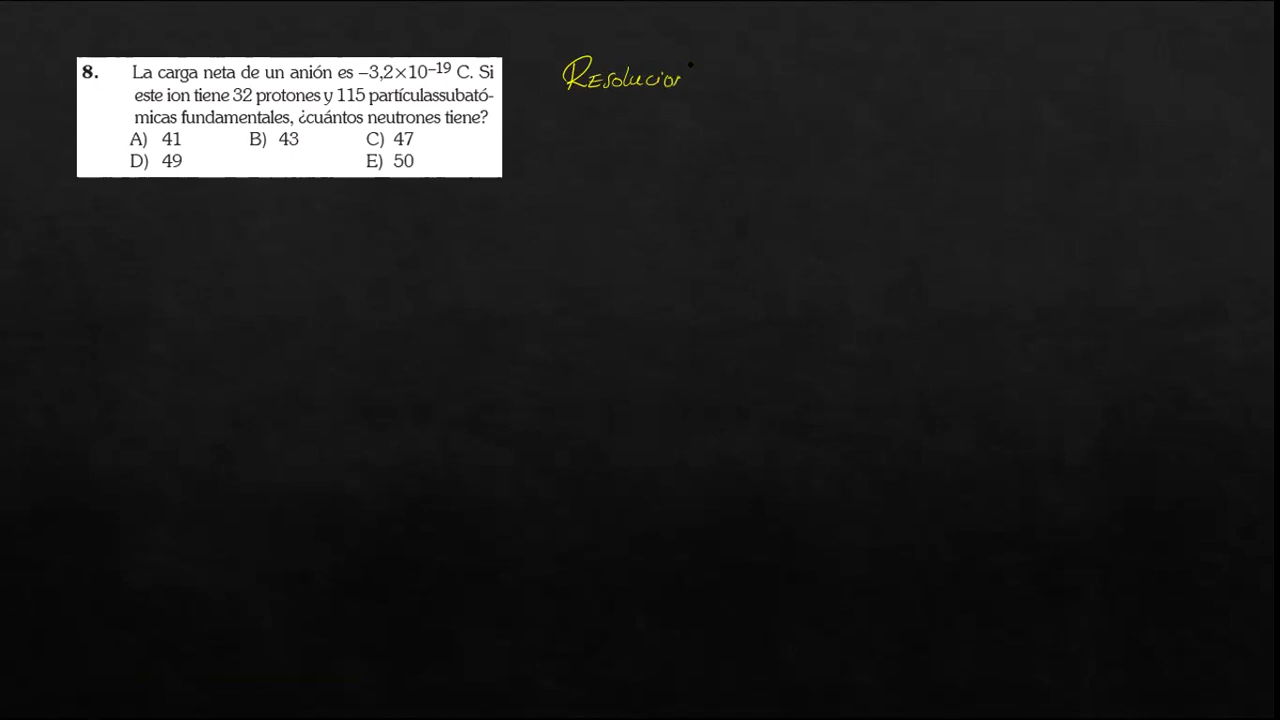 8. La carga neta de un anión es –3,2×10⁻¹⁹ C. Si
este ion tiene 32 protones y 115 partículassubató-
micas fundamentales, ¿cuántos neutrones tiene?
A) 41 B) 43 C) 47
D) 49 E) 50
Resolucion